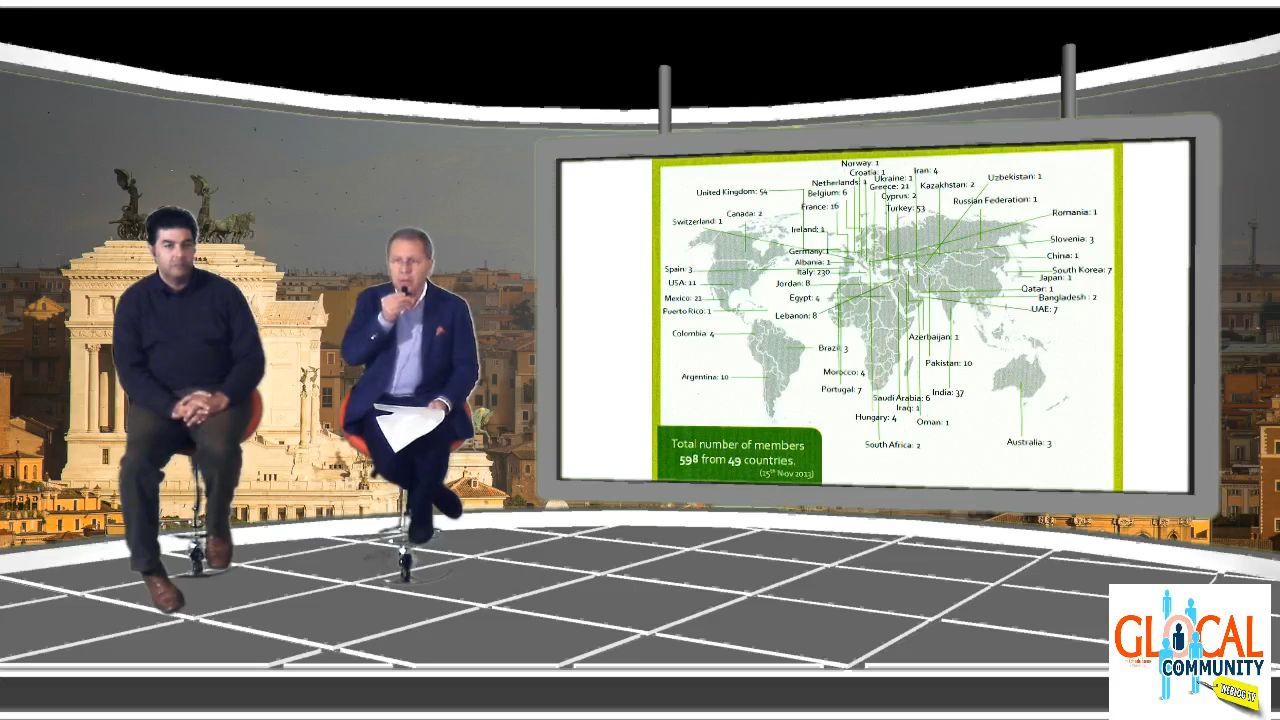 Norway: 1
Croatia: 1
Iran: 4
Netherlands: 1
Ukraine: 1
Uzbekistan: 1
United Kingdom: 54
Belgium: 6
Greece: 21
Kazakhstan: 2
Cyprus: 2
Russian Federation: 1
France: 16
Turkey: 53
Canada: 2
Romania: 1
Switzerland: 1
Ireland: 1
Slovenia: 3
Germany: 1
China: 1
Albania: 1
Spain: 3
Italy: 230
South Korea: 7
USA: 11
Jordan: 8
Japan: 1
Qatar: 1
Mexico: 21
Egypt: 4
Bangladesh: 2
Puerto Rico: 1
Lebanon: 8
UAE: 7
Colombia: 4
Azerbaijan: 1
Brazil: 3
Pakistan: 10
Argentina: 10
Morocco: 4
Portugal: 7
India: 37
Saudi Arabia: 6
Iraq: 1
Hungary: 4
Oman: 1
South Africa: 2
Australia: 3
Total number of members
598 from 49 countries.
(15th Nov 2013)
GLOCAL
COMMUNITY